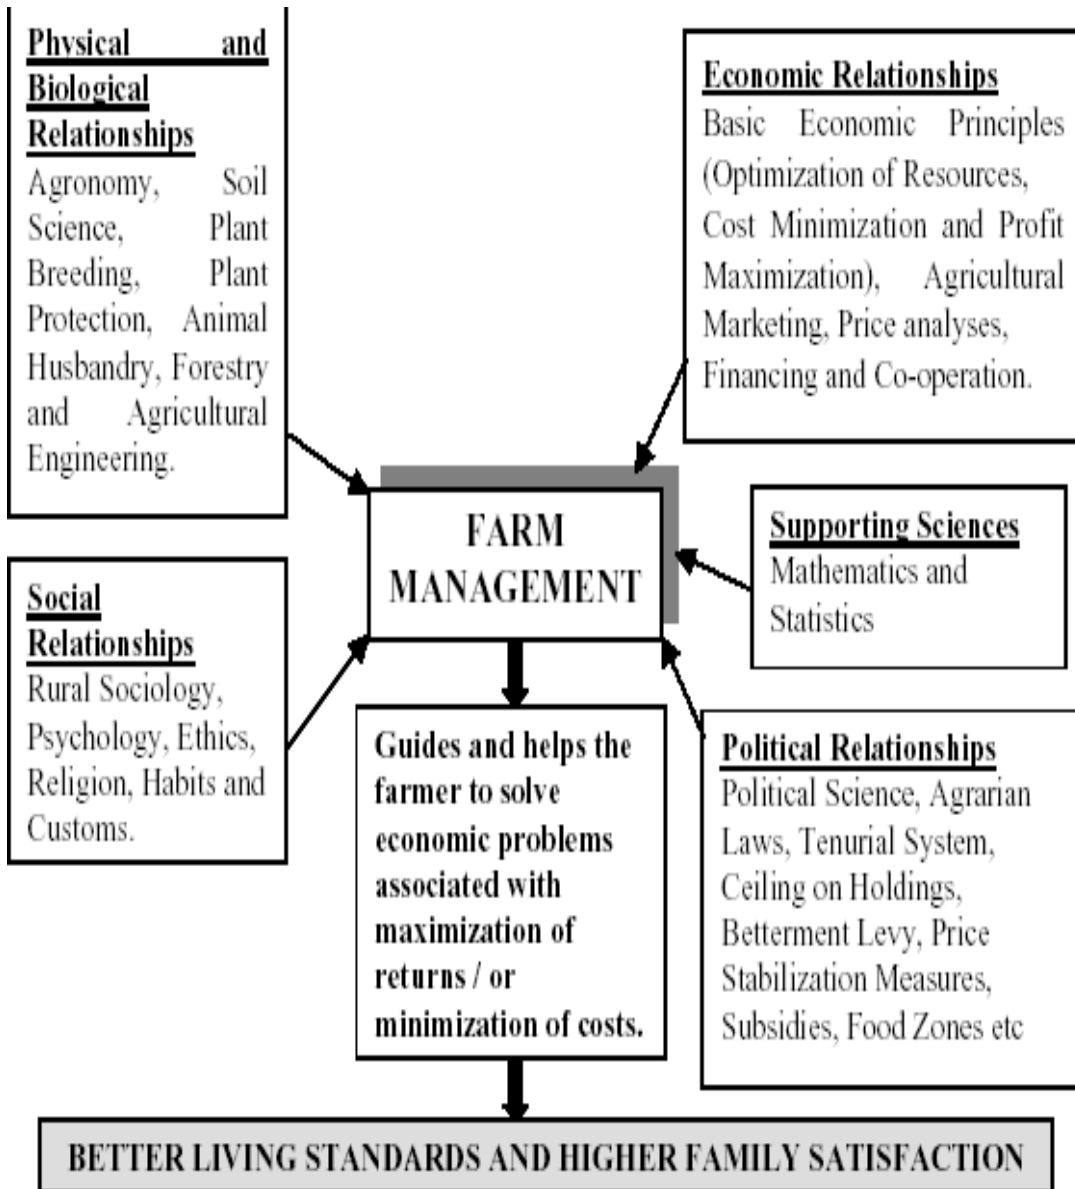 Physical and
Biological
Relationships
Agronomy, Soil
Science, Plant
Breeding, Plant
Protection, Animal
Husbandry, Forestry
and Agricultural
Engineering.
Economic Relationships
Basic Economic Principles
(Optimization of Resources,
Cost Minimization and Profit
Maximization), Agricultural
Marketing, Price analyses,
Financing and Co-operation.
FARM
MANAGEMENT
Supporting Sciences
Mathematics and
Statistics
Social
Relationships
Rural Sociology,
Psychology, Ethics,
Religion, Habits and
Customs.
Guides and helps the
farmer to solve
economic problems
associated with
maximization of
returns / or
minimization of costs.
Political Relationships
Political Science, Agrarian
Laws, Tenurial System,
Ceiling on Holdings,
Betterment Levy, Price
Stabilization Measures,
Subsidies, Food Zones etc
BETTER LIVING STANDARDS AND HIGHER FAMILY SATISFACTION